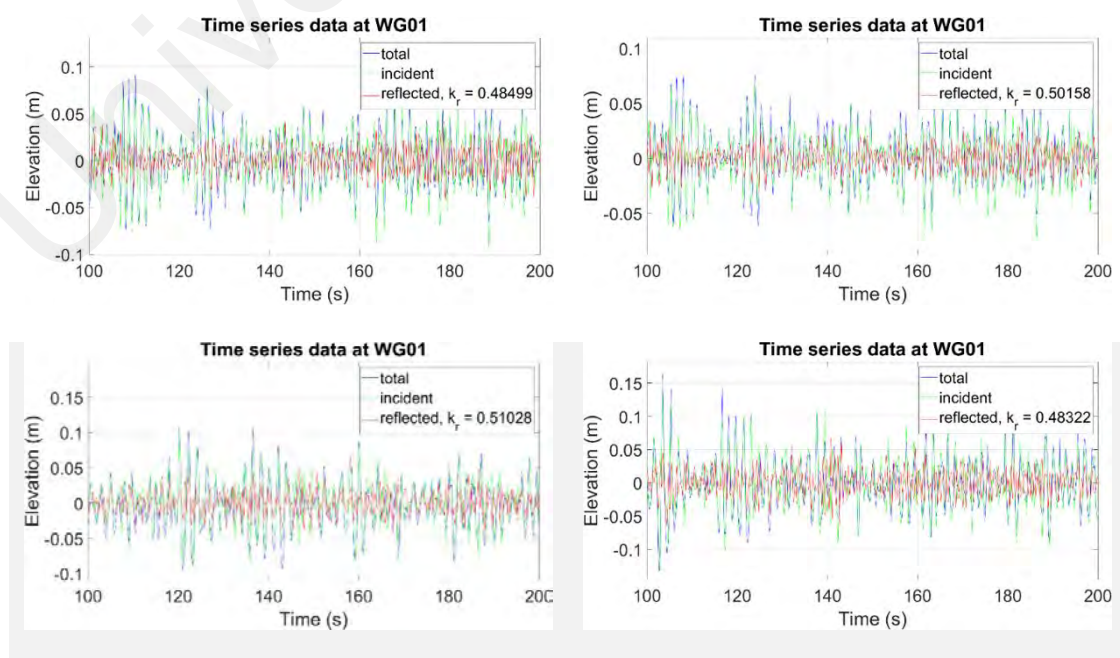 Univ
Time series data at WG01
total
incident
reflected, k_r = 0.48499
Elevation (m)
0.1
0.05
0
-0.05
-0.1
100 120 140 160 180 200
Time (s)
Time series data at WG01
total
incident
reflected, k_r = 0.50158
Elevation (m)
0.1
0.05
0
-0.05
100 120 140 160 180 200
Time (s)
Time series data at WG01
total
incident
reflected, k_r = 0.51028
Elevation (m)
0.15
0.1
0.05
0
-0.05
-0.1
100 120 140 160 180 200
Time (s)
Time series data at WG01
total
incident
reflected, k_r = 0.48322
Elevation (m)
0.15
0.1
0.05
0
-0.05
-0.1
100 120 140 160 180 200
Time (s)